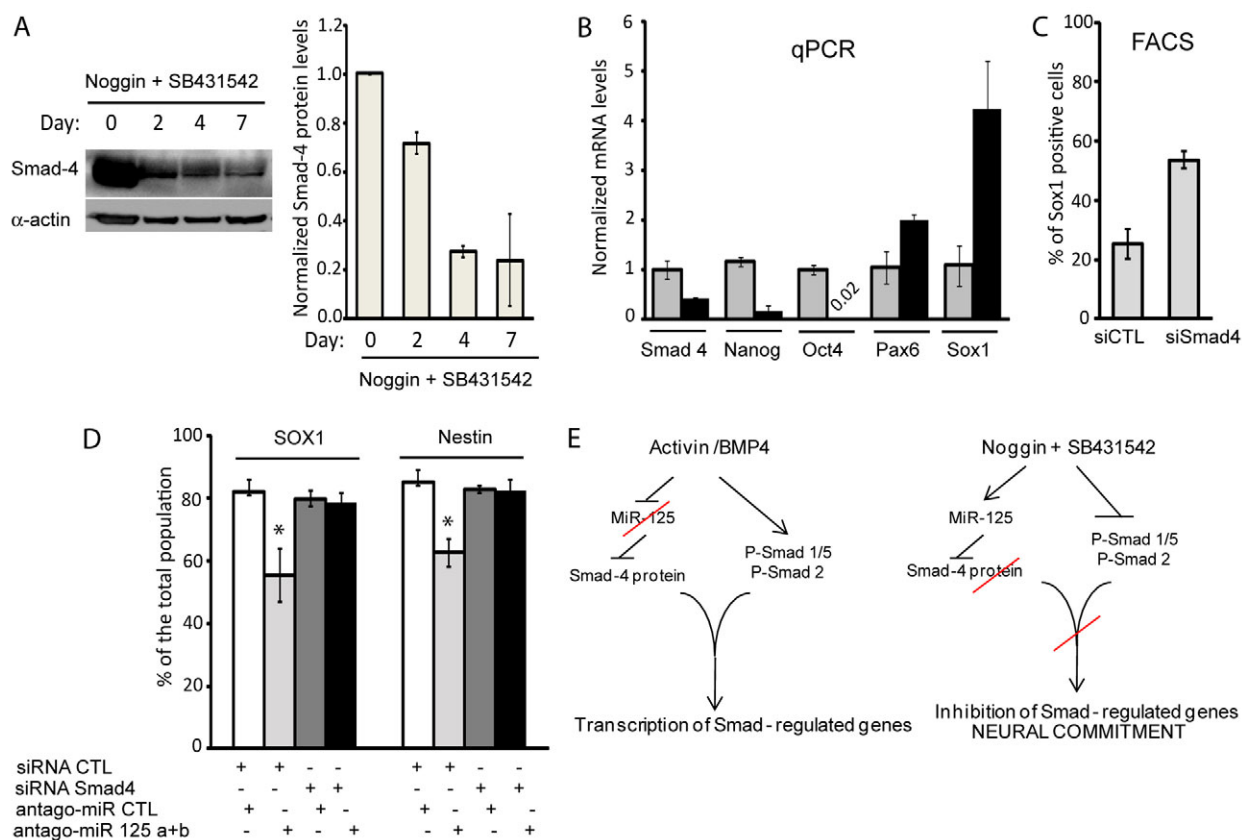 A
Noggin + SB431542
Day: 0 2 4 7
Smad-4
α-actin
Normalized Smad-4 protein levels
1.2
1.0
0.8
0.6
0.4
0.2
0.0
Day: 0 2 4 7
Noggin + SB431542
B
qPCR
Normalized mRNA levels
6
5
4
3
2
1
0
0.02
Smad 4 Nanog Oct4 Pax6 Sox1
C
FACS
% of Sox1 positive cells
100
80
60
40
20
0
siCTL siSmad4
D
SOX1 Nestin
% of the total population
100
80
60
40
20
0
* *
siRNA CTL + + - - + + - -
siRNA Smad4 - - + + - - + +
antago-miR CTL + - + - + - + -
antago-miR 125 a+b - + - + - + - +
E
Activin /BMP4
MiR-125
Smad-4 protein
P-Smad 1/5
P-Smad 2
Transcription of Smad - regulated genes
Noggin + SB431542
MiR-125
Smad-4 protein
P-Smad 1/5
P-Smad 2
Inhibition of Smad - regulated genes
NEURAL COMMITMENT